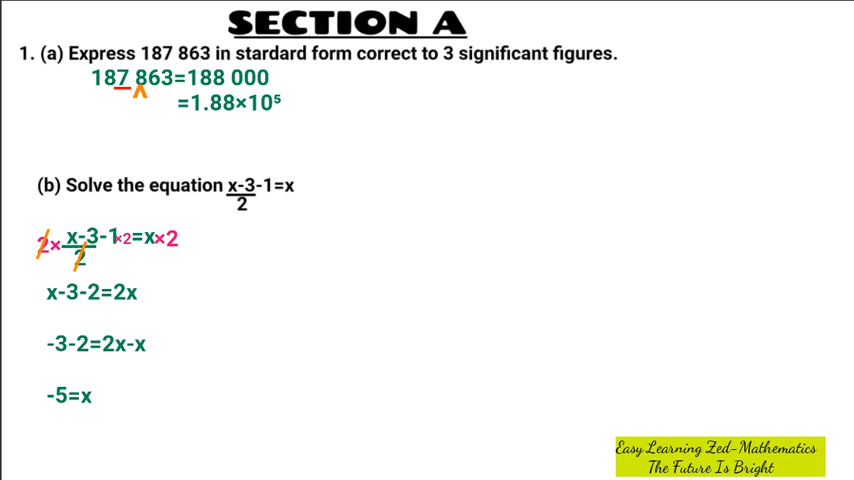 SECTION A
1. (a) Express 187 863 in stardard form correct to 3 significant figures.
187 863=188 000
=1.88×10⁵
(b) Solve the equation x-3-1=x
2
2× x-3-1×2=x×2
2
x-3-2=2x
-3-2=2x-x
-5=x
Easy Learning Zed-Mathematics
The Future Is Bright